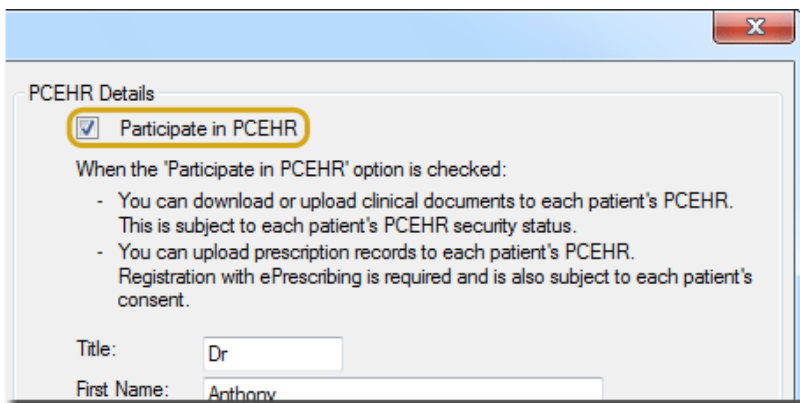 PCEHR Details
Participate in PCEHR
When the 'Participate in PCEHR' option is checked:
- You can download or upload clinical documents to each patient's PCEHR.
This is subject to each patient's PCEHR security status.
- You can upload prescription records to each patient's PCEHR.
Registration with ePrescribing is required and is also subject to each patient's
consent.
Title: Dr
First Name: Anthony